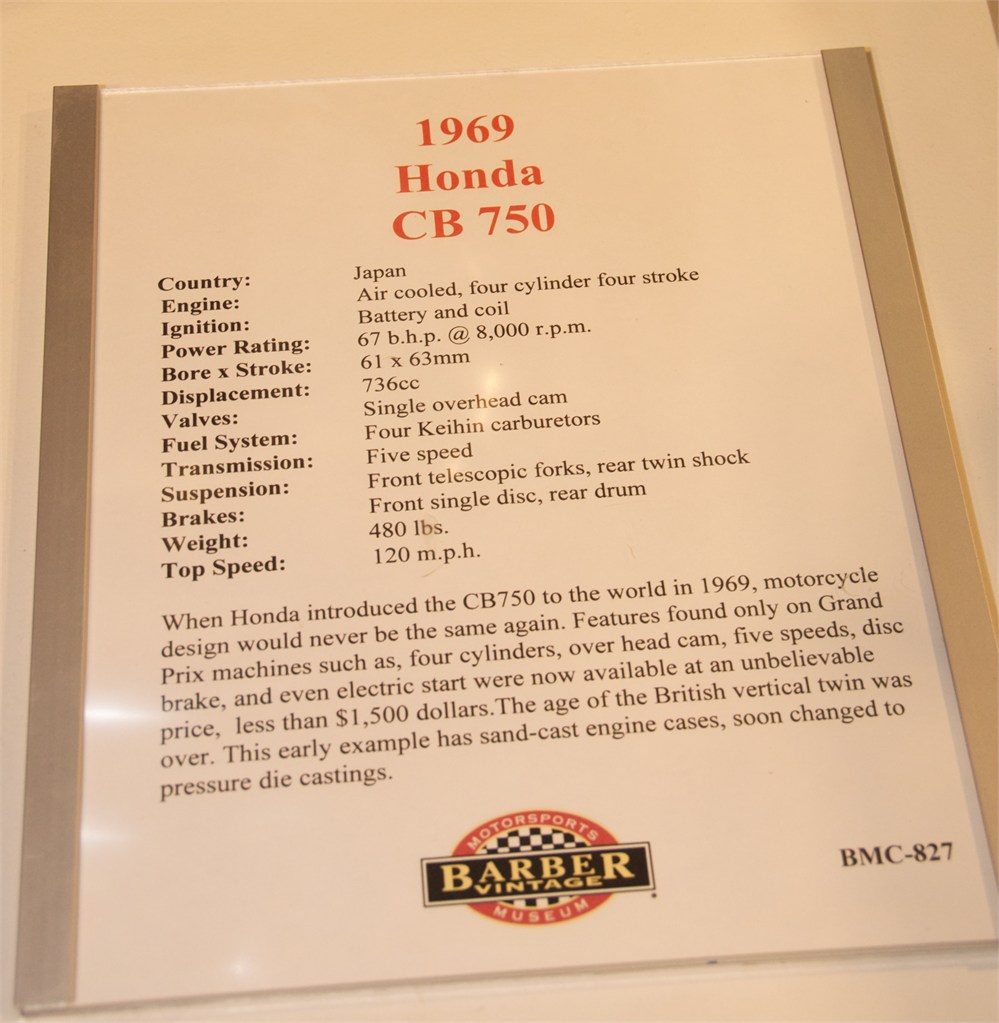 1969
Honda
CB 750
Country: Japan
Engine: Air cooled, four cylinder four stroke
Ignition: Battery and coil
Power Rating: 67 b.h.p. @ 8,000 r.p.m.
Bore x Stroke: 61 x 63mm
Displacement: 736cc
Valves: Single overhead cam
Fuel System: Four Keihin carburetors
Transmission: Five speed
Suspension: Front telescopic forks, rear twin shock
Brakes: Front single disc, rear drum
Weight: 480 lbs.
Top Speed: 120 m.p.h.
When Honda introduced the CB750 to the world in 1969, motorcycle
design would never be the same again. Features found only on Grand
Prix machines such as, four cylinders, over head cam, five speeds, disc
brake, and even electric start were now available at an unbelievable
price, less than $1,500 dollars.The age of the British vertical twin was
over. This early example has sand-cast engine cases, soon changed to
pressure die castings.
MOTORSPORTS
BARBER
VINTAGE
MUSEUM
BMC-827